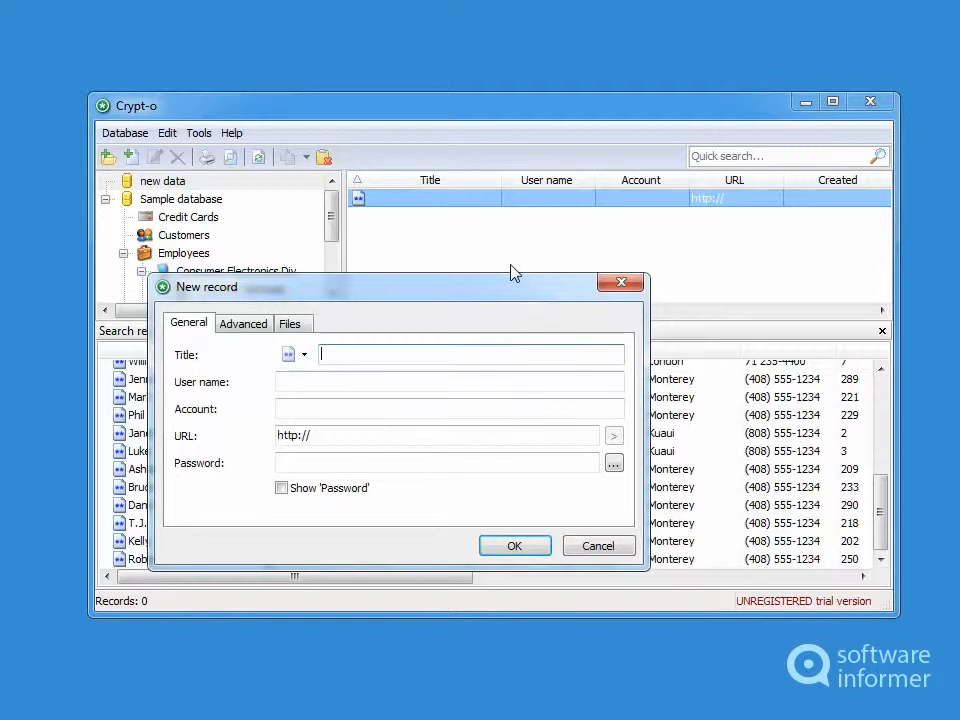 Crypt-o
Database Edit Tools Help
Quick search...
new data
Sample database
Credit Cards
Customers
Employees
Consumer Electronics Div
Title User name Account URL Created
http://
Search re
New record
General Advanced Files
Title:
User name:
Account:
URL: http://
Password: ...
Show 'Password'
OK Cancel
London 71 235-4400 7
Jen Monterey (408) 555-1234 289
Mar Monterey (408) 555-1234 221
Phil Monterey (408) 555-1234 229
Jane Kuaui (808) 555-1234 2
Luke Kuaui (808) 555-1234 3
Ash Monterey (408) 555-1234 209
Bruc Monterey (408) 555-1234 233
Dan Monterey (408) 555-1234 290
T.J. Monterey (408) 555-1234 218
Kelly Monterey (408) 555-1234 202
Rob Monterey (408) 555-1234 250
Records: 0
UNREGISTERED trial version
software
informer